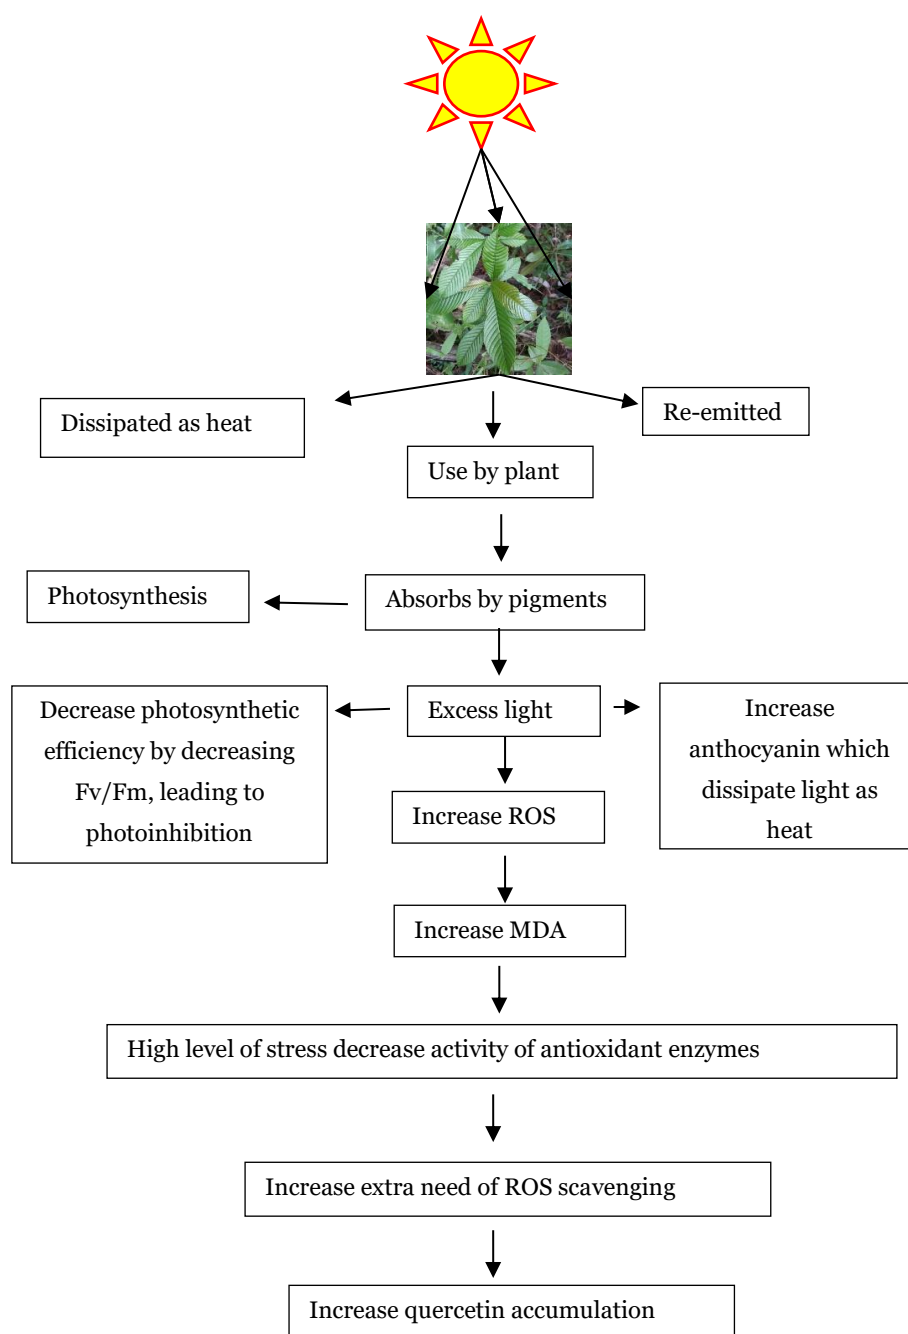 Dissipated as heat
Re-emitted
Use by plant
Photosynthesis
Absorbs by pigments
Decrease photosynthetic
efficiency by decreasing
Fv/Fm, leading to
photoinhibition
Excess light
Increase
anthocyanin which
dissipate light as
heat
Increase ROS
Increase MDA
High level of stress decrease activity of antioxidant enzymes
Increase extra need of ROS scavenging
Increase quercetin accumulation